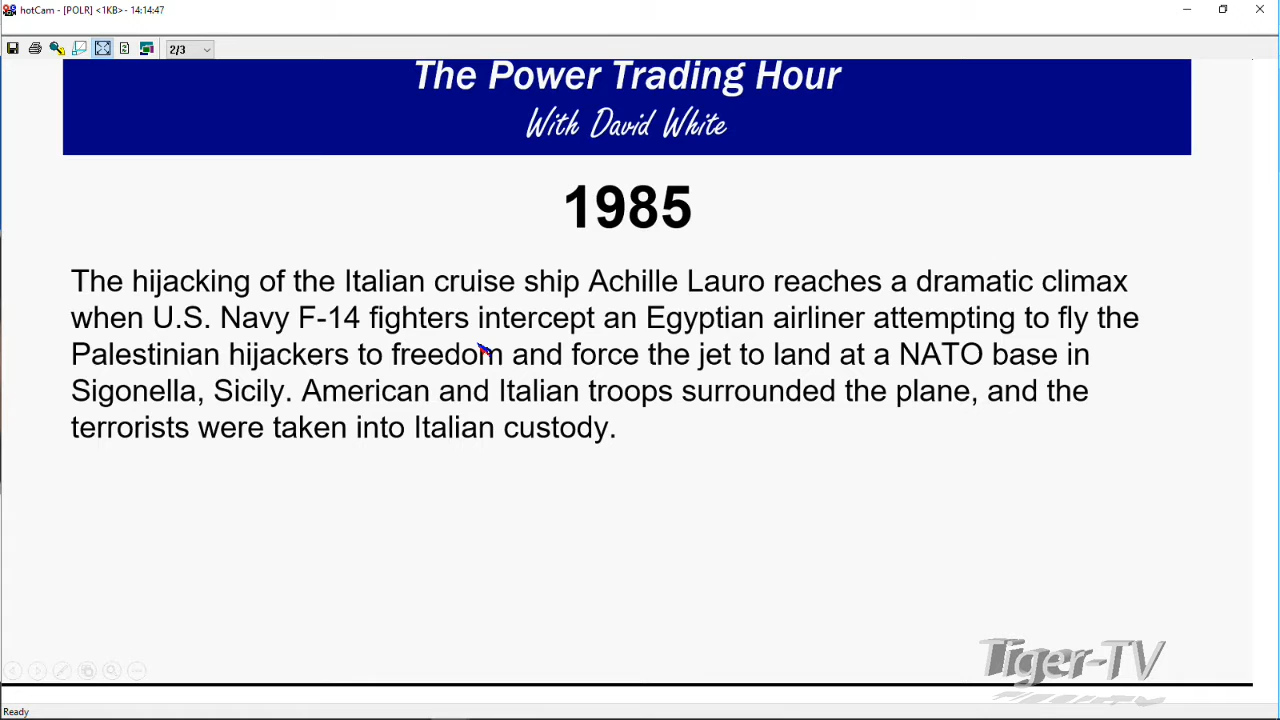 hotCam - [POLR] <1KB> - 14:14:47
2/3
The Power Trading Hour
With David White
1985
The hijacking of the Italian cruise ship Achille Lauro reaches a dramatic climax
when U.S. Navy F-14 fighters intercept an Egyptian airliner attempting to fly the
Palestinian hijackers to freedom and force the jet to land at a NATO base in
Sigonella, Sicily. American and Italian troops surrounded the plane, and the
terrorists were taken into Italian custody.
Tiger-TV
Ready